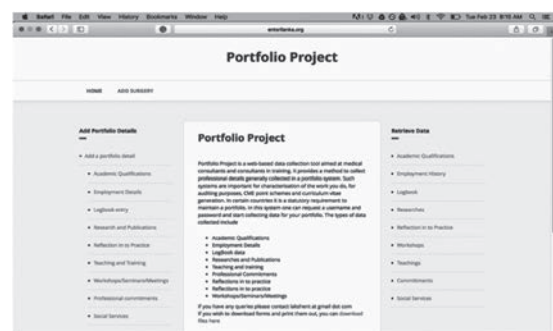 Safari File Edit View History Bookmarks Window Help
Tue Feb 23 8:16 AM
entsrilanka.org
Portfolio Project
HOME ADD SURGERY
Add Portfolio Details
Add a portfolio detail
Academic Qualifications
Employment Details
Logbook entry
Research and Publications
Reflection in to Practice
Teaching and Training
Workshops/Seminars/Meetings
Professional commitments
Social Services
Portfolio Project
Portfolio Project is a web-based data collection tool aimed at medical
consultants and consultants in training. It provides a method to collect
professional details generally collected in a portfolio system. Such
systems are important for characterisation of the work you do, for
auditing purposes, CME point schemes and curriculum vitae
generation. In certain countries it is a statutory requirement to
maintain a portfolio. In this system one can request a username and
password and start collecting data for your portfolio. The types of data
collected include
Academic Qualifications
Employment Details
LogBook data
Researches and Publications
Teaching and training
Professional Commitments
Reflections in to practice
Reflections in to practice
Workshops/Seminars/Meetings
If you have any queries please contact lakshent at gmail dot com
If you wish to download forms and print them out, you can download
files here
Retrieve Data
Academic Qualifications
Employment History
Logbook
Researches
Reflection in to Practice
Workshops
Teachings
Commitments
Social Services